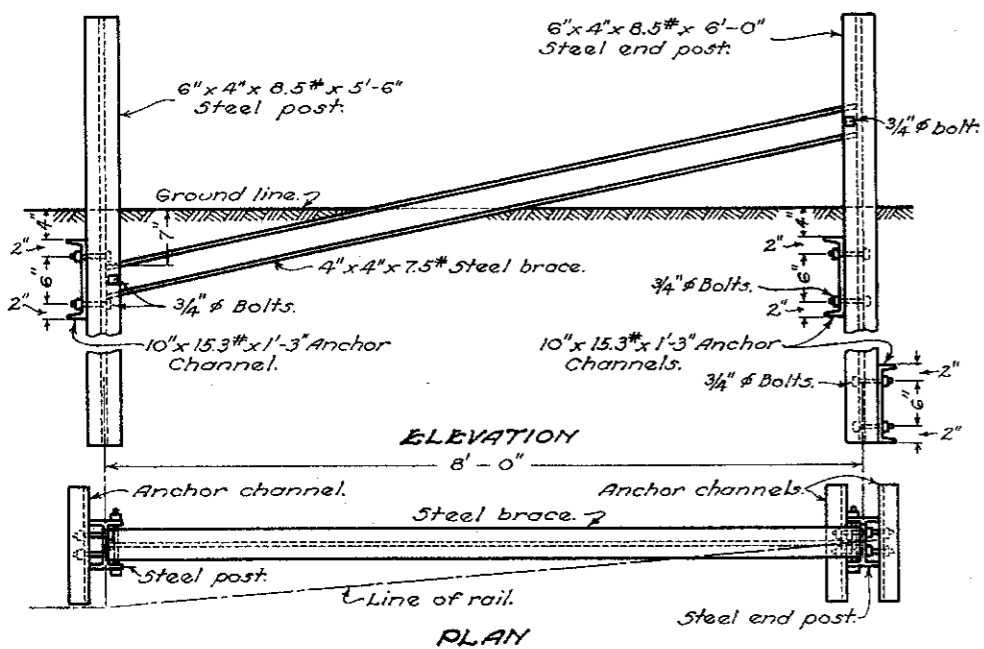 6"x4"x8.5#x 6'-0"
Steel end post.
6"x4"x8.5#x 5'-6"
Steel post.
3/4"φ bolt.
Ground line.
4"
7"
4"
2"
6"
2"
2"
6"
2"
4"x4"x7.5# Steel brace.
3/4"φ Bolts.
3/4"φ Bolts.
10"x15.3#x1'-3" Anchor
Channel.
10"x15.3#x1'-3" Anchor
Channels.
3/4"φ Bolts.
2"
6"
2"
ELEVATION
8'-0"
Anchor channel.
Anchor channels.
Steel brace.
Steel post.
Line of rail.
Steel end post.
PLAN